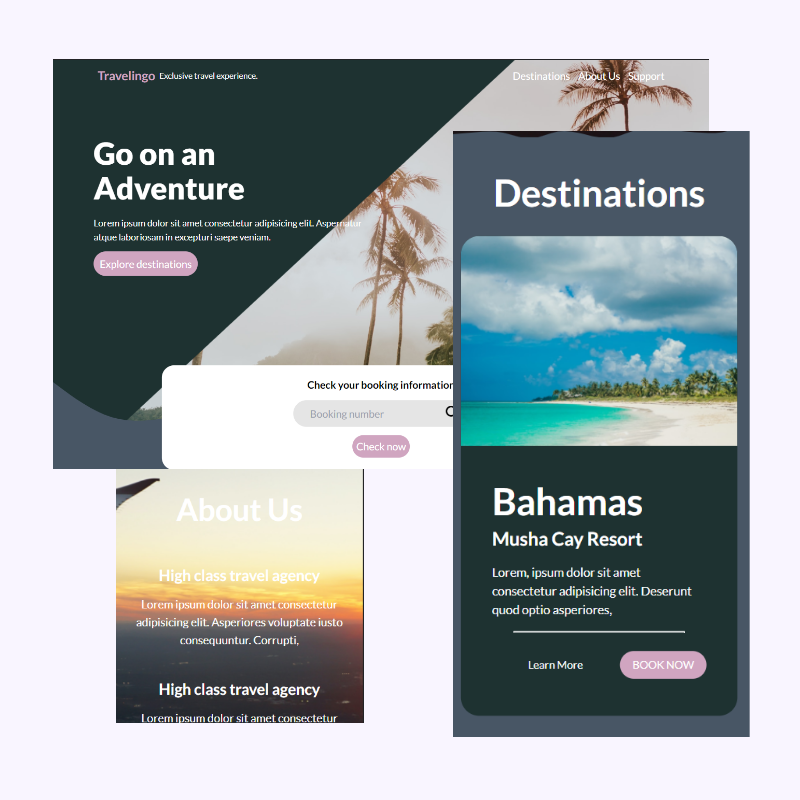 Travelingo Exclusive travel experience.
Destinations About Us Support
Go on an
Adventure
Lorem ipsum dolor sit amet consectetur adipisicing elit. Aspernatur
atque laboriosam in excepturi saepe veniam.
Explore destinations
Check your booking information
Booking number
Check now
About Us
High class travel agency
Lorem ipsum dolor sit amet consectetur
adipisicing elit. Asperiores voluptate iusto
consequuntur. Corrupti,
High class travel agency
Lorem ipsum dolor sit amet consectetur
Destinations
Bahamas
Musha Cay Resort
Lorem, ipsum dolor sit amet
consectetur adipisicing elit. Deserunt
quod optio asperiores,
Learn More
BOOK NOW